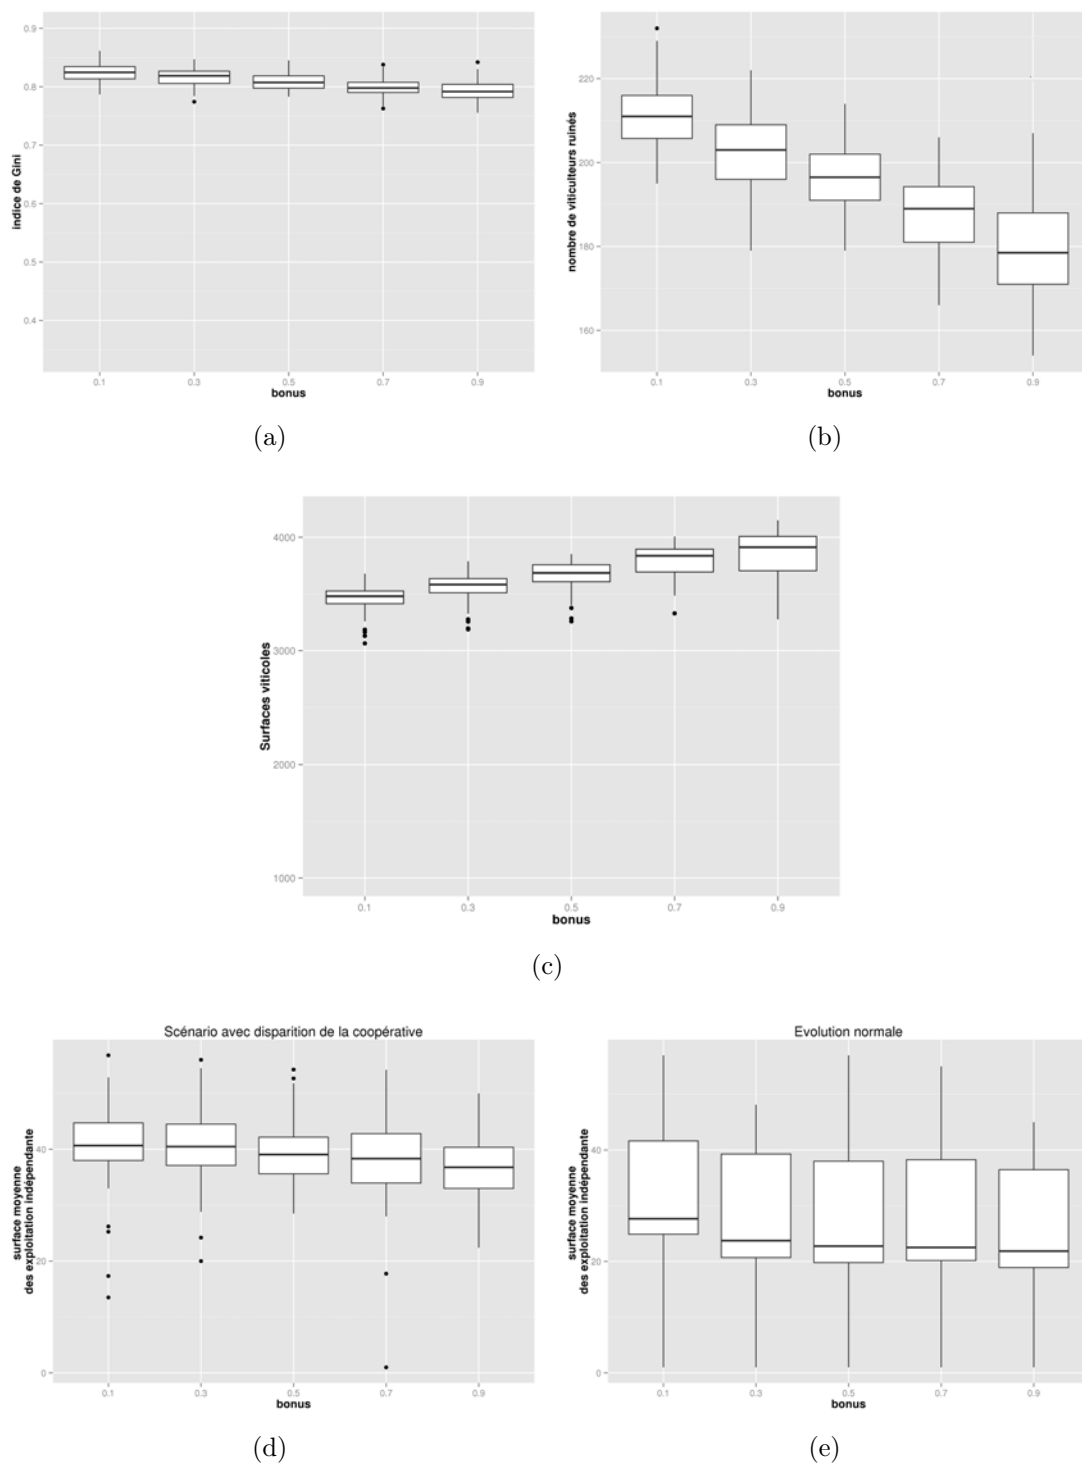 0.9
0.8
0.7
0.6
0.5
0.4
indice de Gini
0.1 0.3 0.5 0.7 0.9
bonus
(a)
220
200
180
160
nombre de viticulteurs ruinés
0.1 0.3 0.5 0.7 0.9
bonus
(b)
4000
3000
2000
1000
Surfaces viticoles
0.1 0.3 0.5 0.7 0.9
bonus
(c)
Scénario avec disparition de la coopérative
40
20
0
surface moyenne
des exploitation indépendante
0.1 0.3 0.5 0.7 0.9
bonus
(d)
Evolution normale
40
20
0
surface moyenne
des exploitation indépendante
0.1 0.3 0.5 0.7 0.9
bonus
(e)